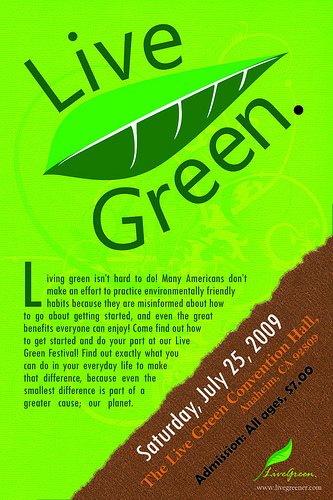 Live
Green.
Living green isn't hard to do! Many Americans don't
make an effort to practice environmentally friendly
habits because they are misinformed about how
to go about getting started, and even the great
benefits everyone can enjoy! Come find out how
to get started and do your part at our Live
Green Festival! Find out exactly what you
can do in your everyday life to make
that difference, because even the
smallest difference is part of a
greater cause; our planet.
Saturday, July 25, 2009
The Live Green Convention Hall,
Anaheim, CA 92809
Admission: All ages, $7.00
LiveGreen.
www.livegreener.com